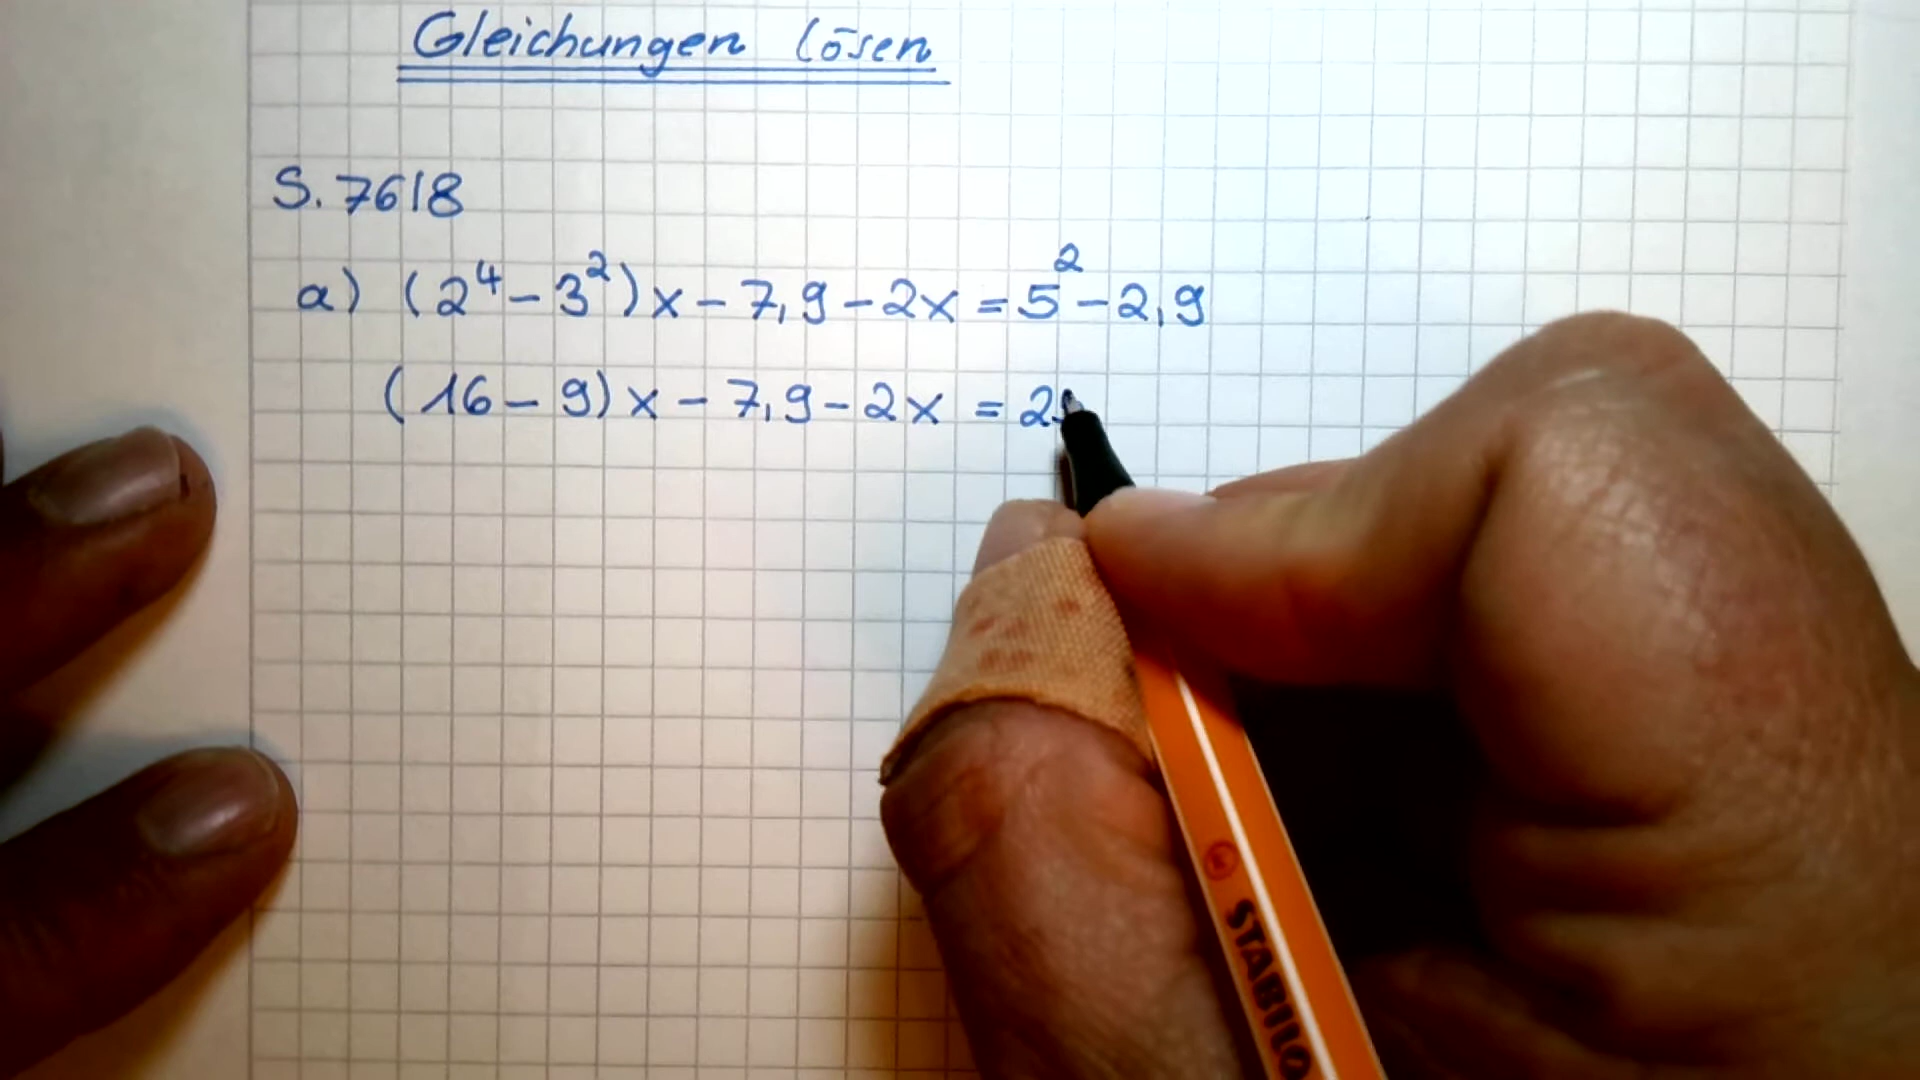 Gleichungen lösen
S. 76/8
a) (2⁴ – 3²) x – 7,9 – 2x = 5² – 2,9
(16 – 9) x – 7,9 – 2x = 2
STABILO